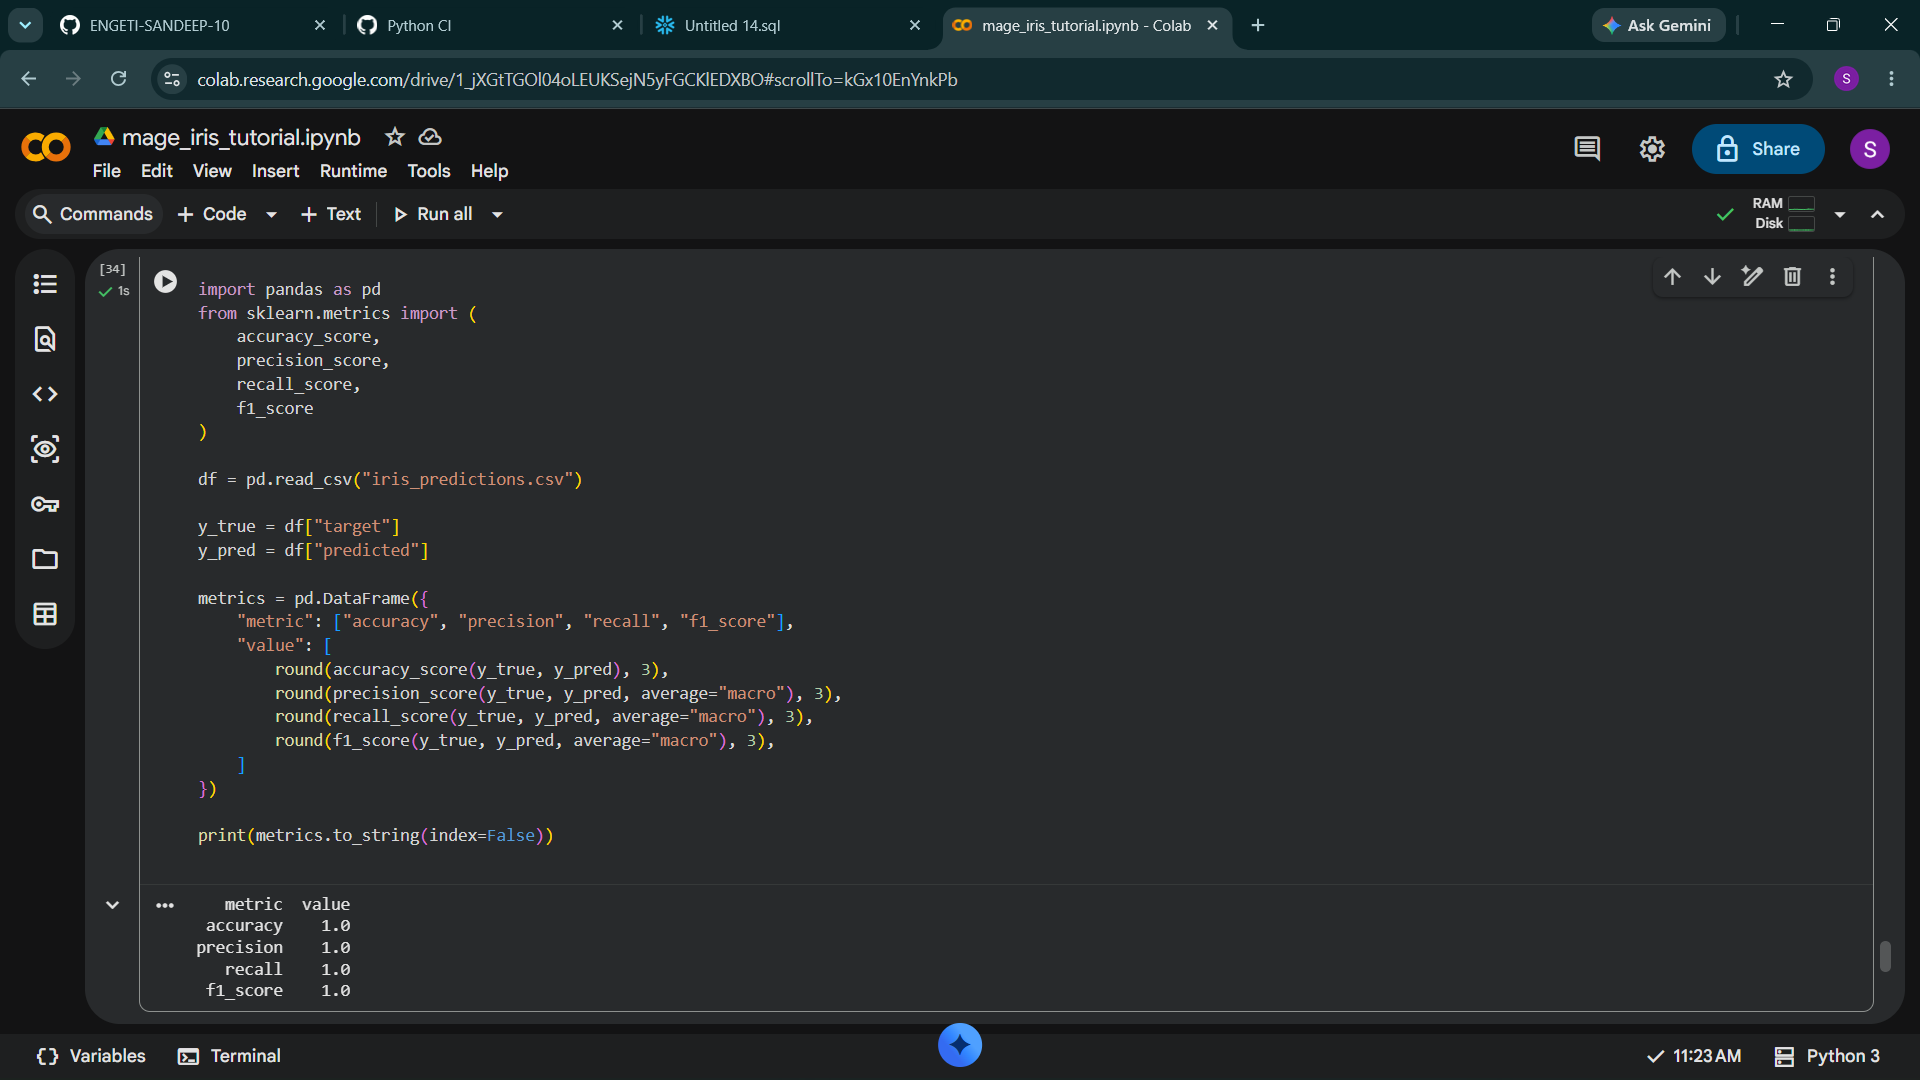 ENGETI-SANDEEP-10
Python CI
Untitled 14.sql
mage_iris_tutorial.ipynb - Colab
Ask Gemini
colab.research.google.com/drive/1_jXGtTGOl04oLEUKSejN5yFGCKlEDXBO#scrollTo=kGx10EnYnkPb
S
mage_iris_tutorial.ipynb
File Edit View Insert Runtime Tools Help
Share
S
Commands + Code + Text Run all
RAM
Disk
[34]
1s
import pandas as pd
from sklearn.metrics import (
    accuracy_score,
    precision_score,
    recall_score,
    f1_score
)
df = pd.read_csv("iris_predictions.csv")
y_true = df["target"]
y_pred = df["predicted"]
metrics = pd.DataFrame({
    "metric": ["accuracy", "precision", "recall", "f1_score"],
    "value": [
        round(accuracy_score(y_true, y_pred), 3),
        round(precision_score(y_true, y_pred, average="macro"), 3),
        round(recall_score(y_true, y_pred, average="macro"), 3),
        round(f1_score(y_true, y_pred, average="macro"), 3),
    ]
})
print(metrics.to_string(index=False))
metric value
accuracy 1.0
precision 1.0
recall 1.0
f1_score 1.0
Variables
Terminal
11:23 AM
Python 3